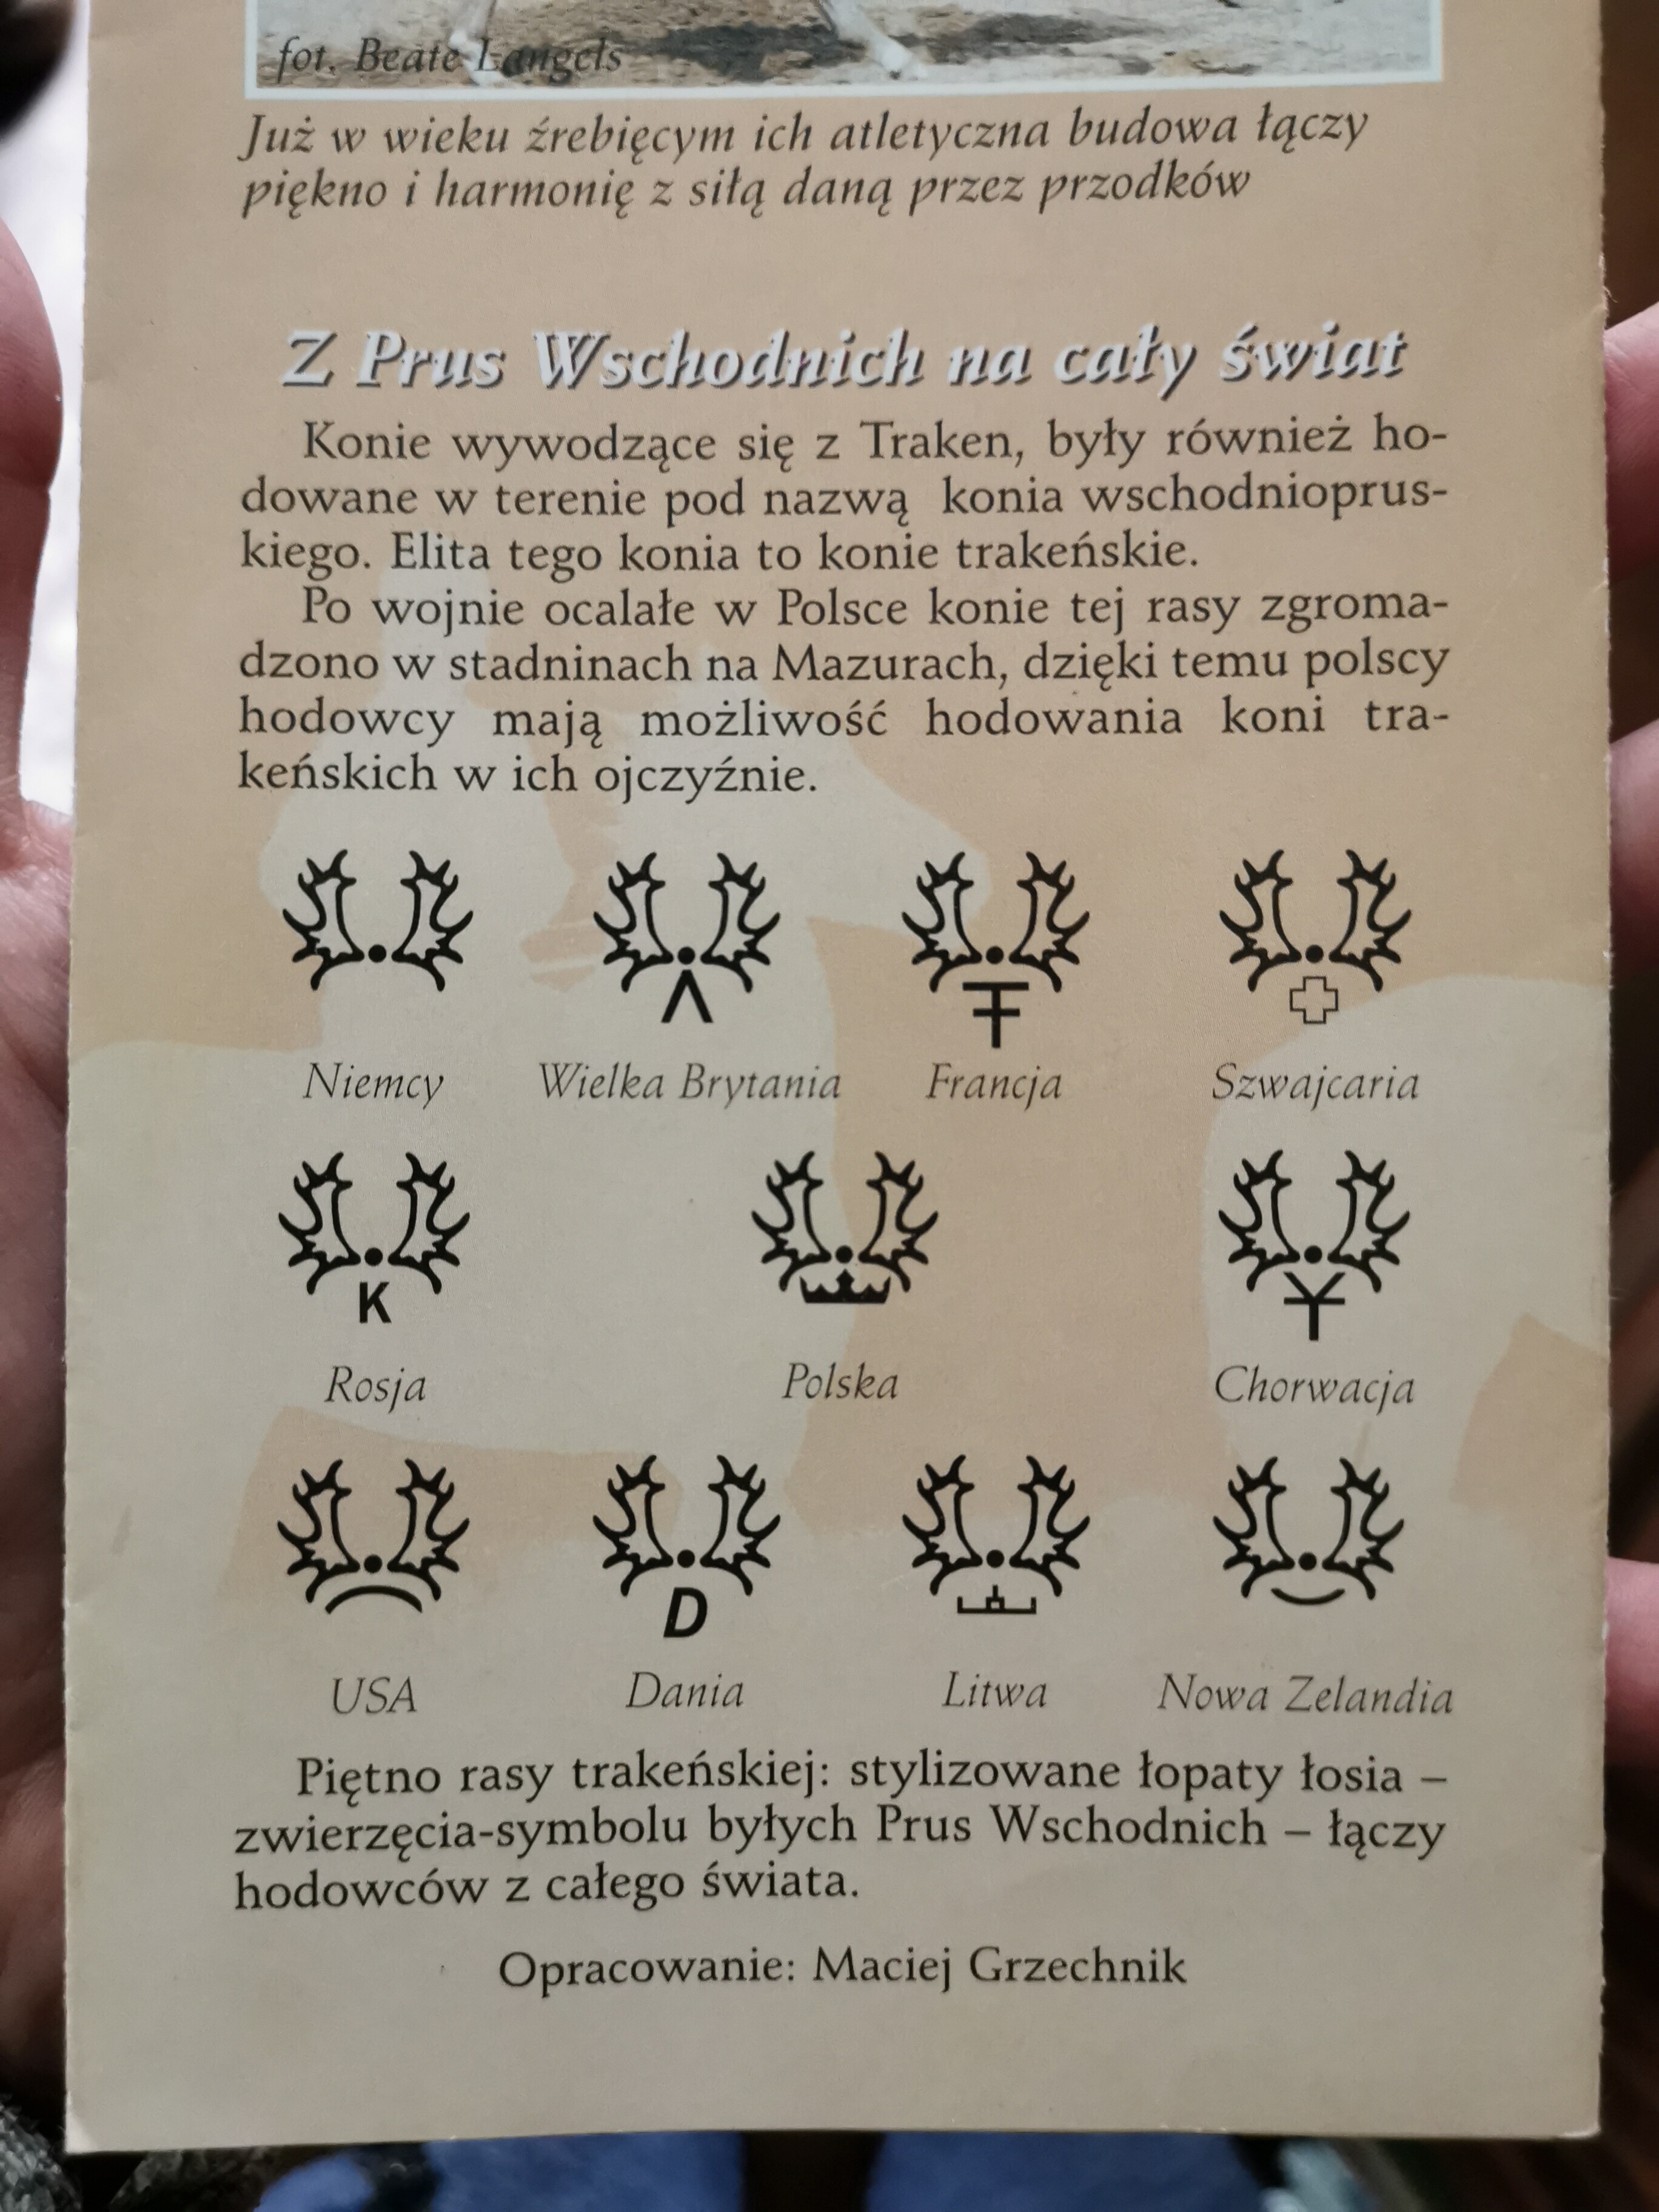 fot. Beate Langels
Już w wieku źrebięcym ich atletyczna budowa łączy
piękno i harmonię z siłą daną przez przodków
Z Prus Wschodnich na cały świat
Konie wywodzące się z Traken, były również ho-
dowane w terenie pod nazwą konia wschodniopruS-
kiego. Elita tego konia to konie trakeńskie.
Po wojnie ocalałe w Polsce konie tej rasy zgroma-
dzono w stadninach na Mazurach, dzięki temu polscy
hodowcy mają możliwość hodowania koni tra-
keńskich w ich ojczyźnie.
Niemcy Wielka Brytania Francja Szwajcaria
K
Rosja Polska Chorwacja
D
USA Dania Litwa Nowa Zelandia
Piętno rasy trakeńskiej: stylizowane łopaty łosia –
zwierzęcia-symbolu byłych Prus Wschodnich – łączy
hodowców z całego świata.
Opracowanie: Maciej Grzechnik